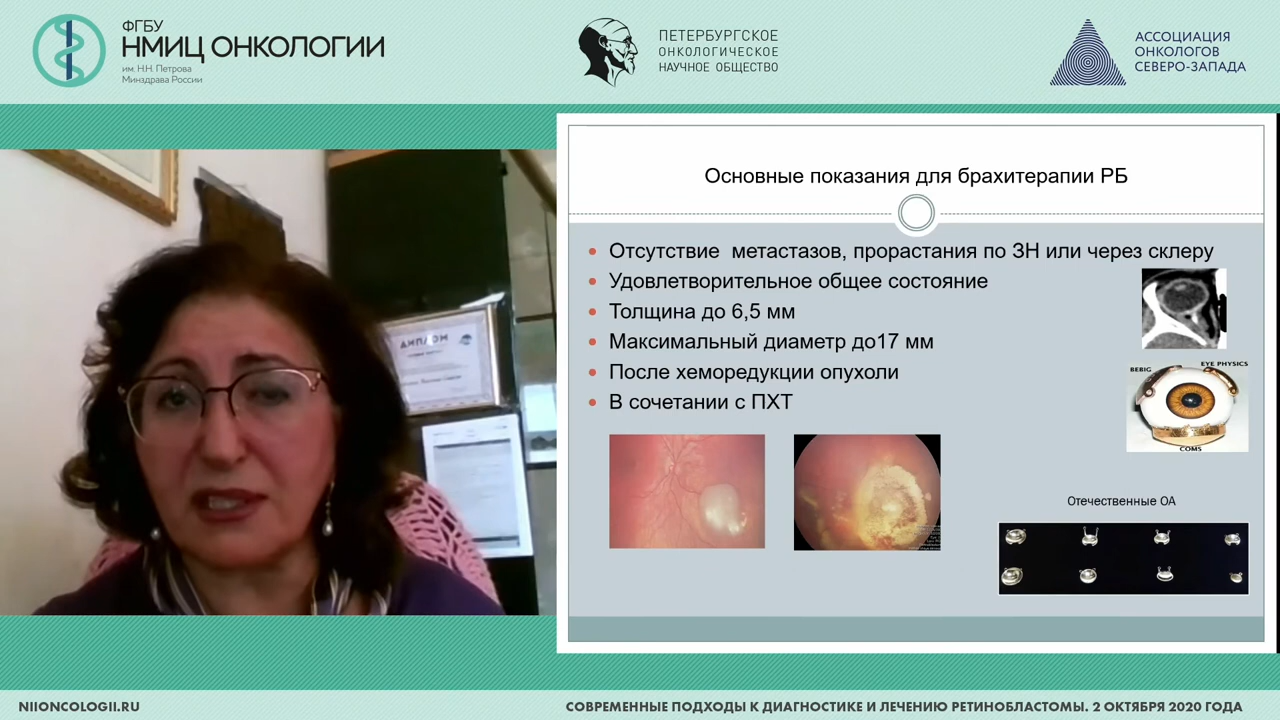 ФГБУ
НМИЦ ОНКОЛОГИИ
им. Н.Н. Петрова
Минздрава России
ПЕТЕРБУРГСКОЕ
ОНКОЛОГИЧЕСКОЕ
НАУЧНОЕ ОБЩЕСТВО
АССОЦИАЦИЯ
ОНКОЛОГОВ
СЕВЕРО-ЗАПАДА
ДИПЛОМ
Основные показания для брахитерапии РБ
Отсутствие метастазов, прорастания по ЗН или через склеру
Удовлетворительное общее состояние
Толщина до 6,5 мм
Максимальный диаметр до17 мм
После хеморедукции опухоли
В сочетании с ПХТ
BEBIG
EYE PHYSICS
COMS
Отечественные ОА
NIIONCOLOGII.RU
СОВРЕМЕННЫЕ ПОДХОДЫ К ДИАГНОСТИКЕ И ЛЕЧЕНИЮ РЕТИНОБЛАСТОМЫ. 2 ОКТЯБРЯ 2020 ГОДА